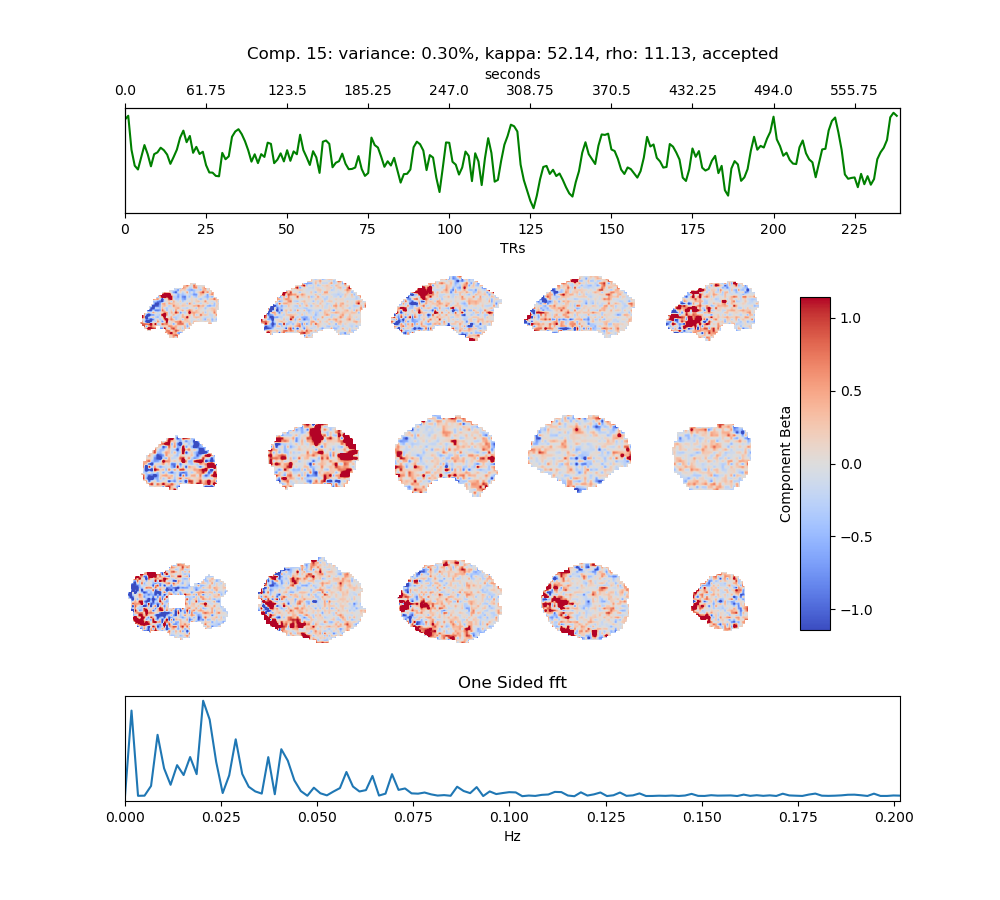 Comp. 15: variance: 0.30%, kappa: 52.14, rho: 11.13, accepted
seconds
0.0 61.75 123.5 185.25 247.0 308.75 370.5 432.25 494.0 555.75
0 25 50 75 100 125 150 175 200 225
TRs
1.0
0.5
0.0
−0.5
−1.0
Component Beta
One Sided fft
0.000 0.025 0.050 0.075 0.100 0.125 0.150 0.175 0.200
Hz